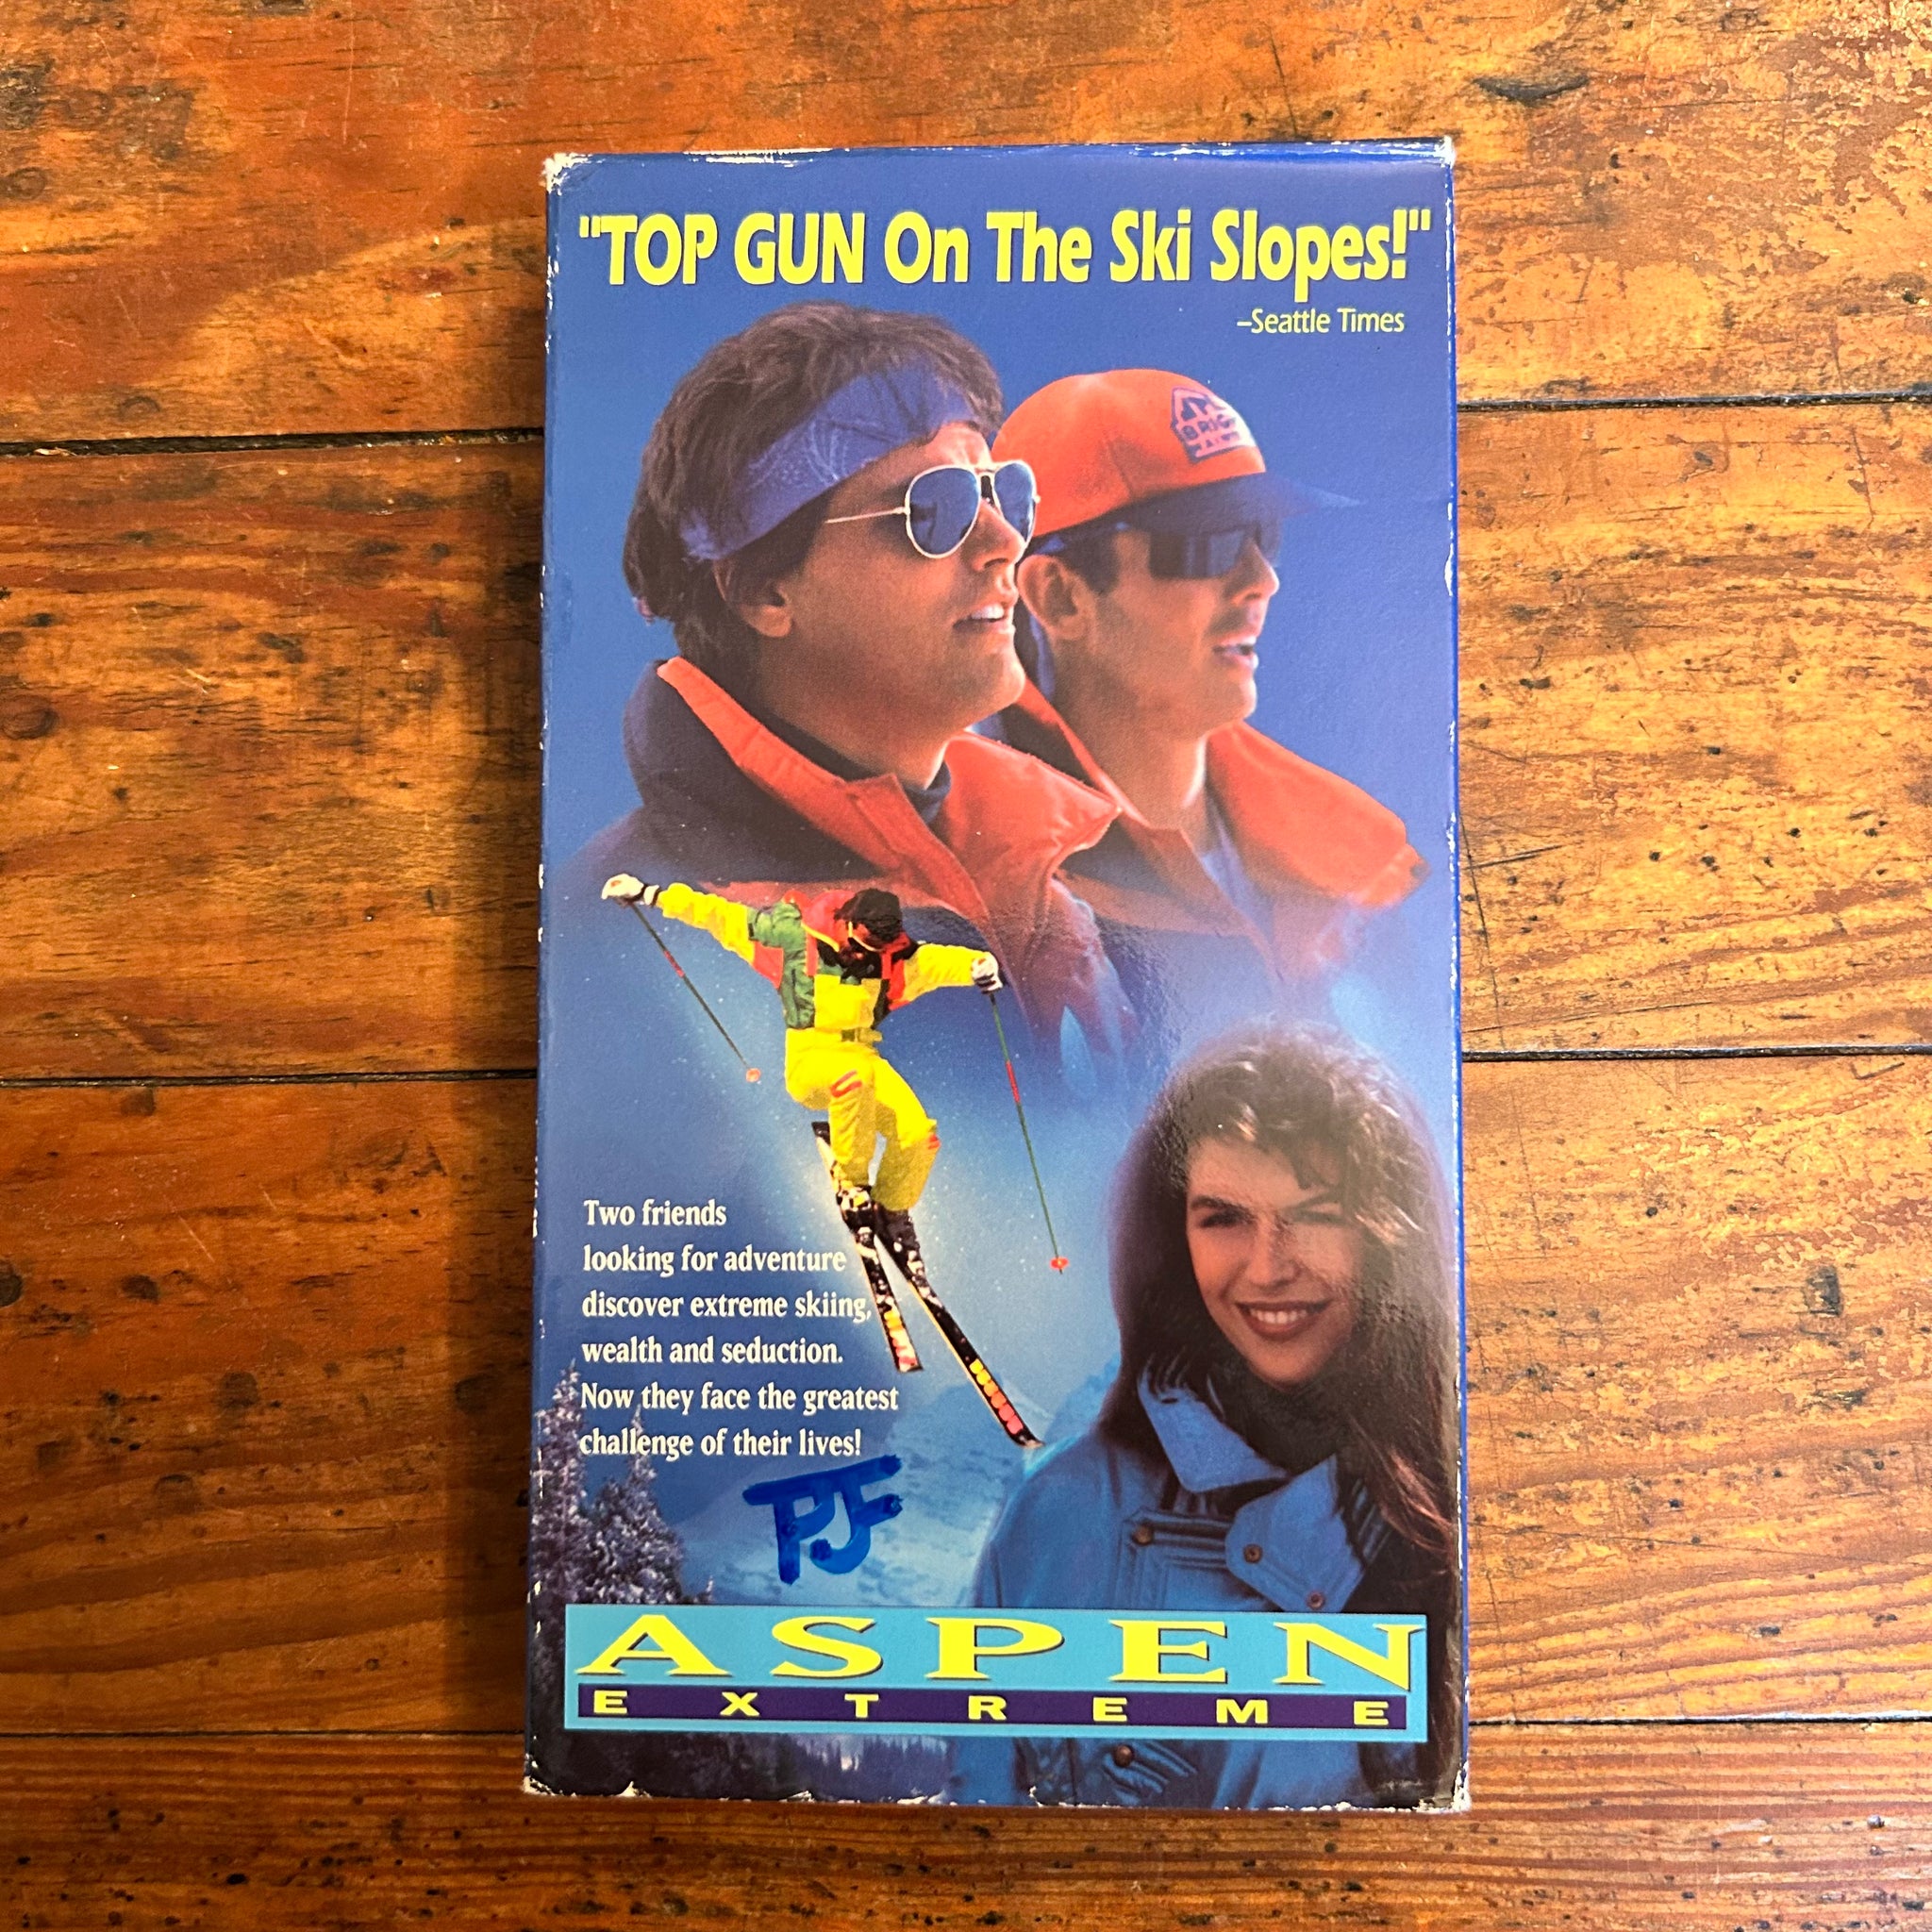 "TOP GUN On The Ski Slopes!"
–Seattle Times
Two friends
looking for adventure
discover extreme skiing,
wealth and seduction.
Now they face the greatest
challenge of their lives!
PJF
ASPEN
EXTREME